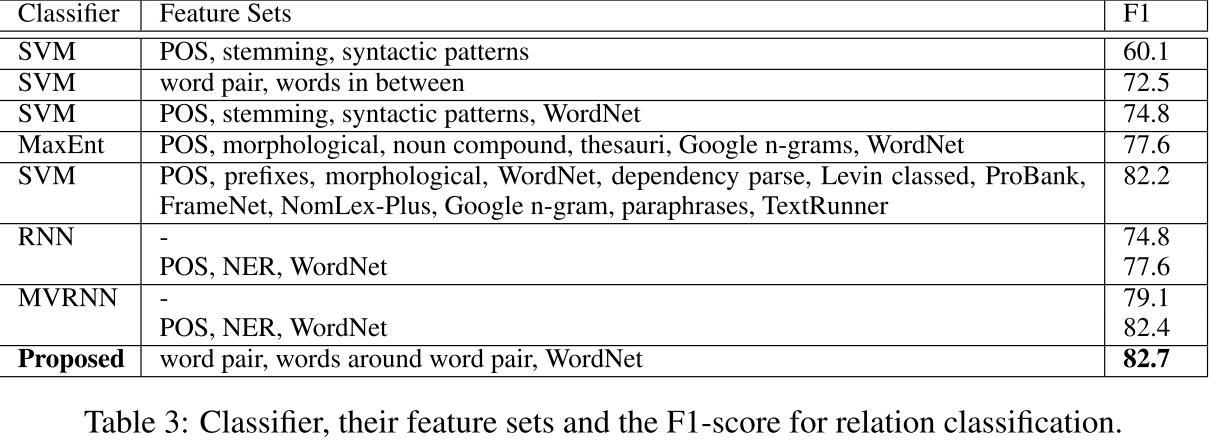 Classifier Feature Sets F1
SVM POS, stemming, syntactic patterns 60.1
SVM word pair, words in between 72.5
SVM POS, stemming, syntactic patterns, WordNet 74.8
MaxEnt POS, morphological, noun compound, thesauri, Google n-grams, WordNet 77.6
SVM POS, prefixes, morphological, WordNet, dependency parse, Levin classed, ProBank, 82.2
FrameNet, NomLex-Plus, Google n-gram, paraphrases, TextRunner
RNN - 74.8
POS, NER, WordNet 77.6
MVRNN - 79.1
POS, NER, WordNet 82.4
Proposed word pair, words around word pair, WordNet 82.7
Table 3: Classifier, their feature sets and the F1-score for relation classification.